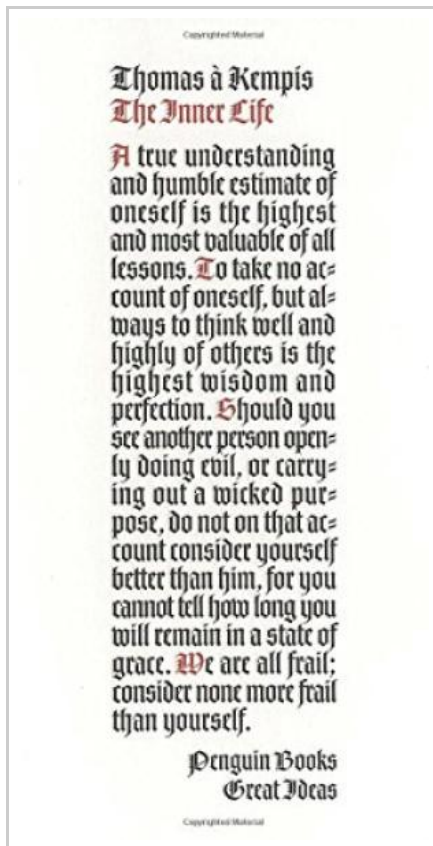 Copyrighted Material
Thomas à Kempis
The Inner Life
A true understanding
and humble estimate of
oneself is the highest
and most valuable of all
lessons. To take no ac=
count of oneself, but al=
ways to think well and
highly of others is the
highest wisdom and
perfection. Should you
see another person open=
ly doing evil, or carry=
ing out a wicked pur=
pose, do not on that ac=
count consider yourself
better than him, for you
cannot tell how long you
will remain in a state of
grace. We are all frail;
consider none more frail
than yourself.
Penguin Books
Great Ideas
Copyrighted Material